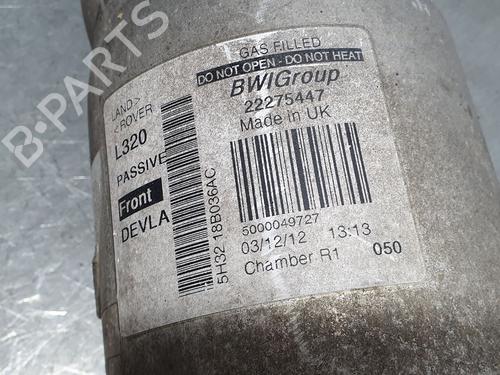 B-PARTS
GAS FILLED
DO NOT OPEN - DO NOT HEAT
BWIGroup
22275447
Made in UK
LAND>
<ROVER
L320
PASSIVE
Front
DEVLA
5H32 18B036AC
5000049727
03/12/12 13:13
Chamber R1 050